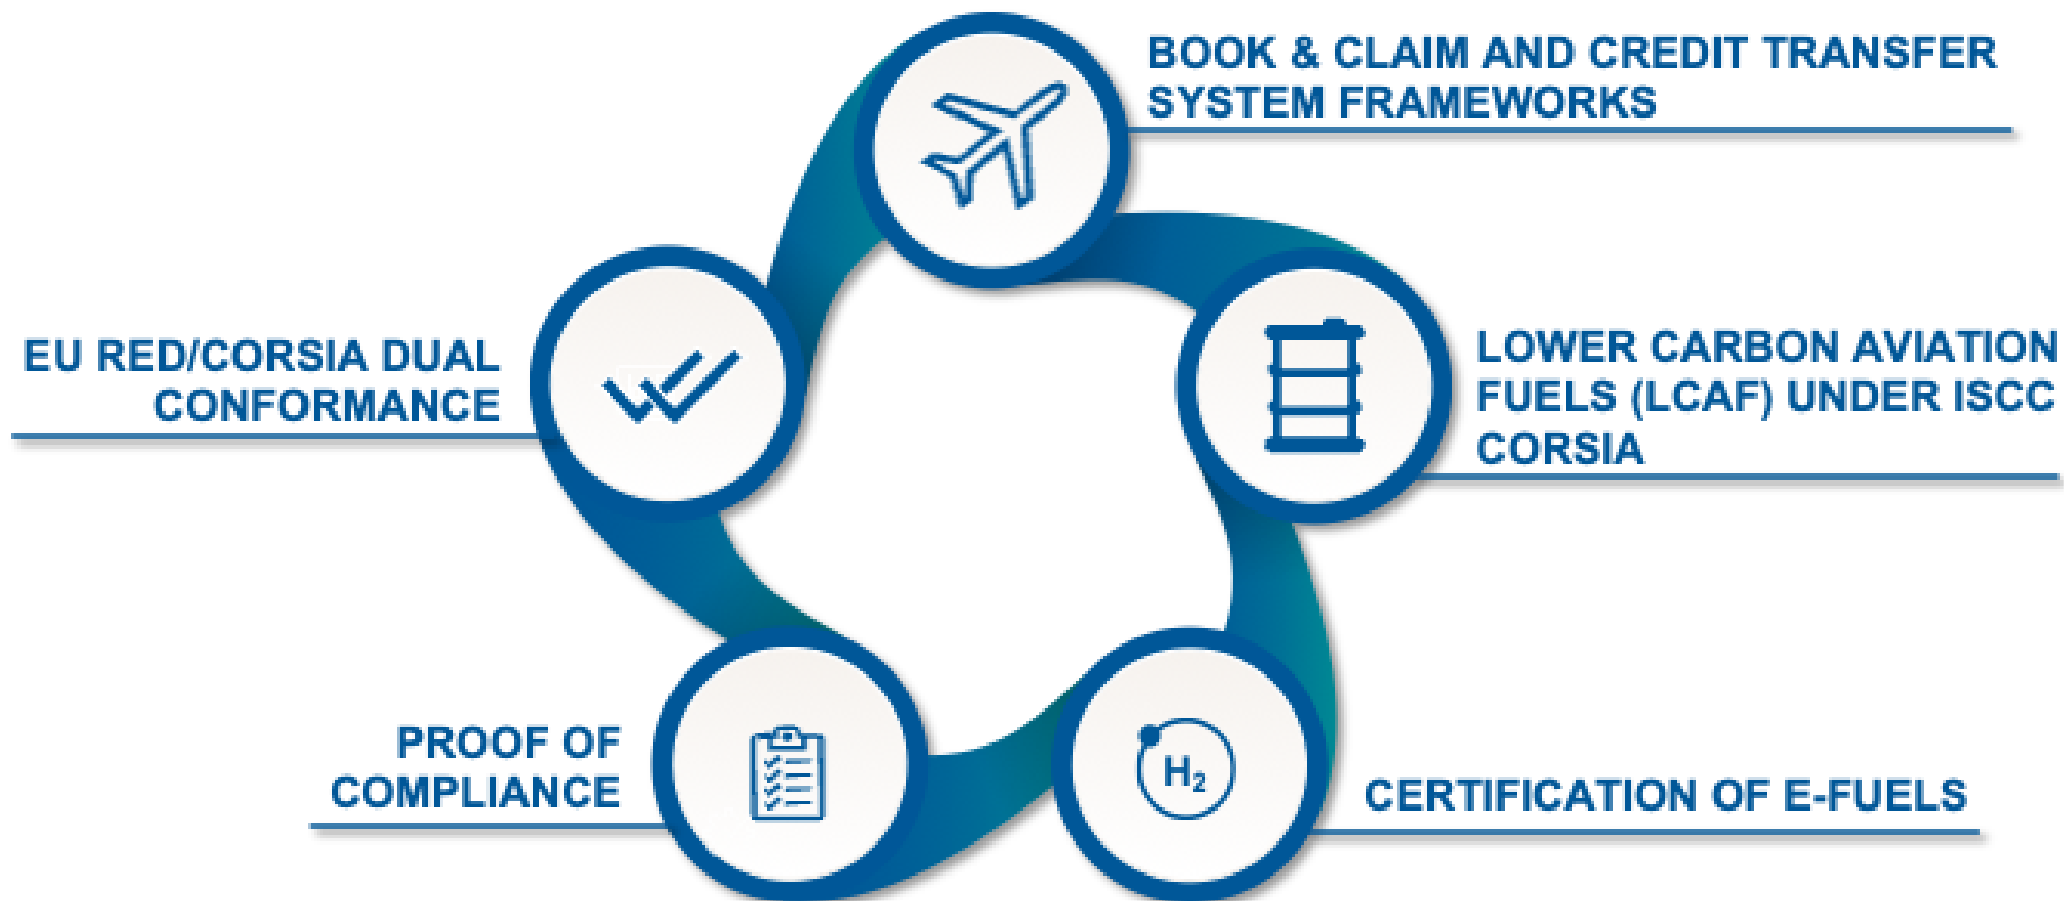 BOOK & CLAIM AND CREDIT TRANSFER
SYSTEM FRAMEWORKS
LOWER CARBON AVIATION
FUELS (LCAF) UNDER ISCC
CORSIA
H₂
CERTIFICATION OF E-FUELS
PROOF OF
COMPLIANCE
EU RED/CORSIA DUAL
CONFORMANCE